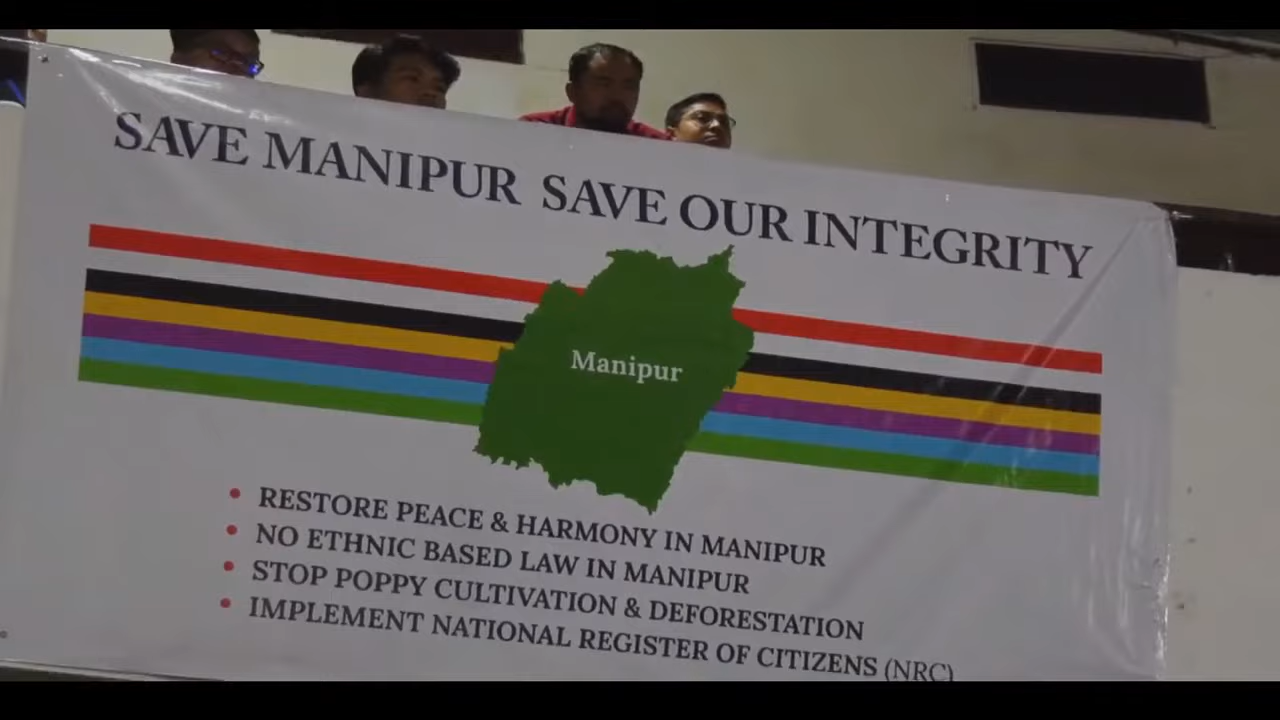 SAVE MANIPUR SAVE OUR INTEGRITY
Manipur
• RESTORE PEACE & HARMONY IN MANIPUR
• NO ETHNIC BASED LAW IN MANIPUR
• STOP POPPY CULTIVATION & DEFORESTATION
• IMPLEMENT NATIONAL REGISTER OF CITIZENS (NRC)